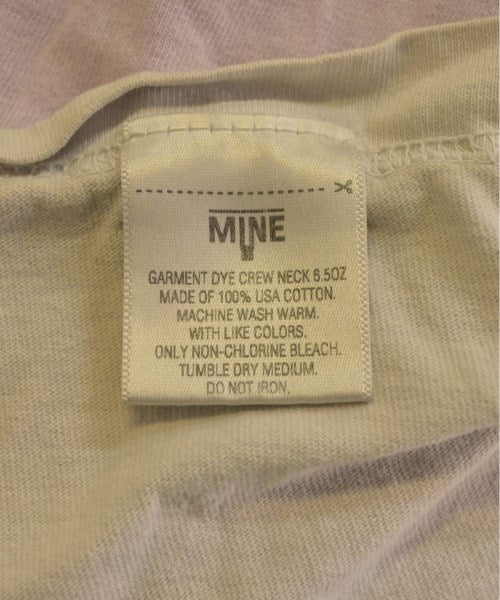 MINE
GARMENT DYE CREW NECK 6.5OZ
MADE OF 100% USA COTTON.
MACHINE WASH WARM.
WITH LIKE COLORS.
ONLY NON-CHLORINE BLEACH.
TUMBLE DRY MEDIUM.
DO NOT IRON.